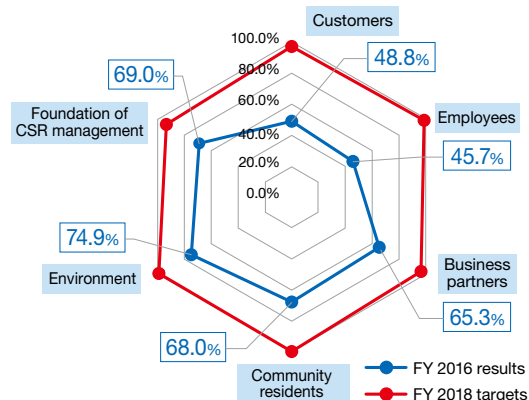 Customers
100.0%
80.0%
60.0%
40.0%
20.0%
0.0%
48.8%
69.0%
Foundation of
CSR management
Employees
45.7%
74.9%
Environment
Business
partners
65.3%
68.0%
Community
residents
FY 2016 results
FY 2018 targets